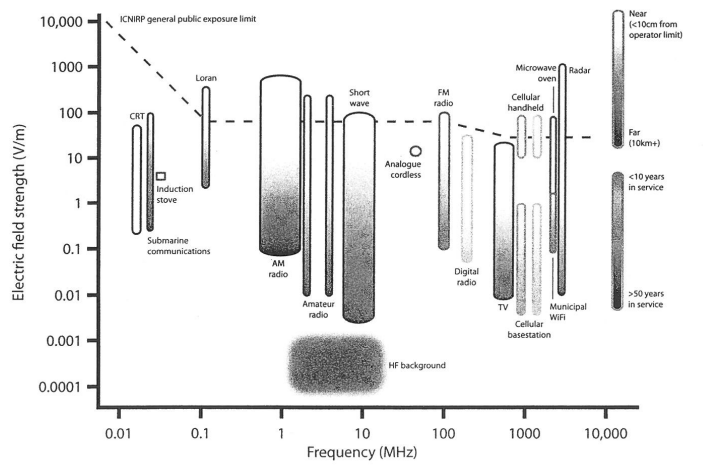 ICNIRP general public exposure limit
Near
(<10cm from
operator limit)
Far
(10km+)
<10 years
in service
>50 years
in service
Electric field strength (V/m)
10,000
1000
100
10
1
0.1
0.01
0.001
0.0001
CRT
Submarine
communications
Induction
stove
Loran
AM
radio
Amateur
radio
Short
wave
HF background
Analogue
cordless
FM
radio
Digital
radio
TV
Cellular
handheld
Cellular
basestation
Microwave
oven
Municipal
WiFi
Radar
0.01
0.1
1
10
100
1000
10,000
Frequency (MHz)